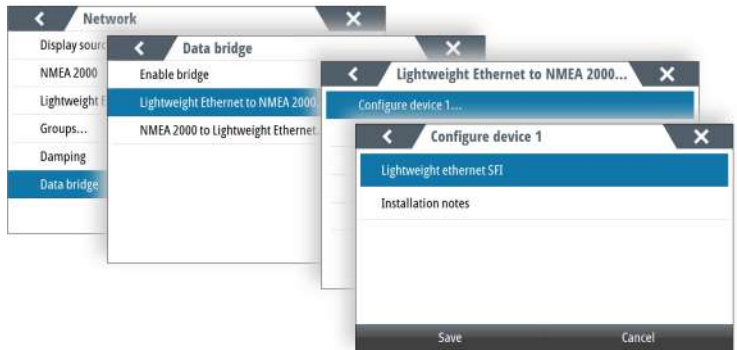 Network
Display sour
NMEA 2000
Lightweight E
Groups...
Damping
Data bridge
Data bridge
Enable bridge
Lightweight Ethernet to NMEA 2000
NMEA 2000 to Lightweight Ethernet
Lightweight Ethernet to NMEA 2000...
Configure device 1...
Configure device 1
Lightweight ethernet SFI
Installation notes
Save
Cancel